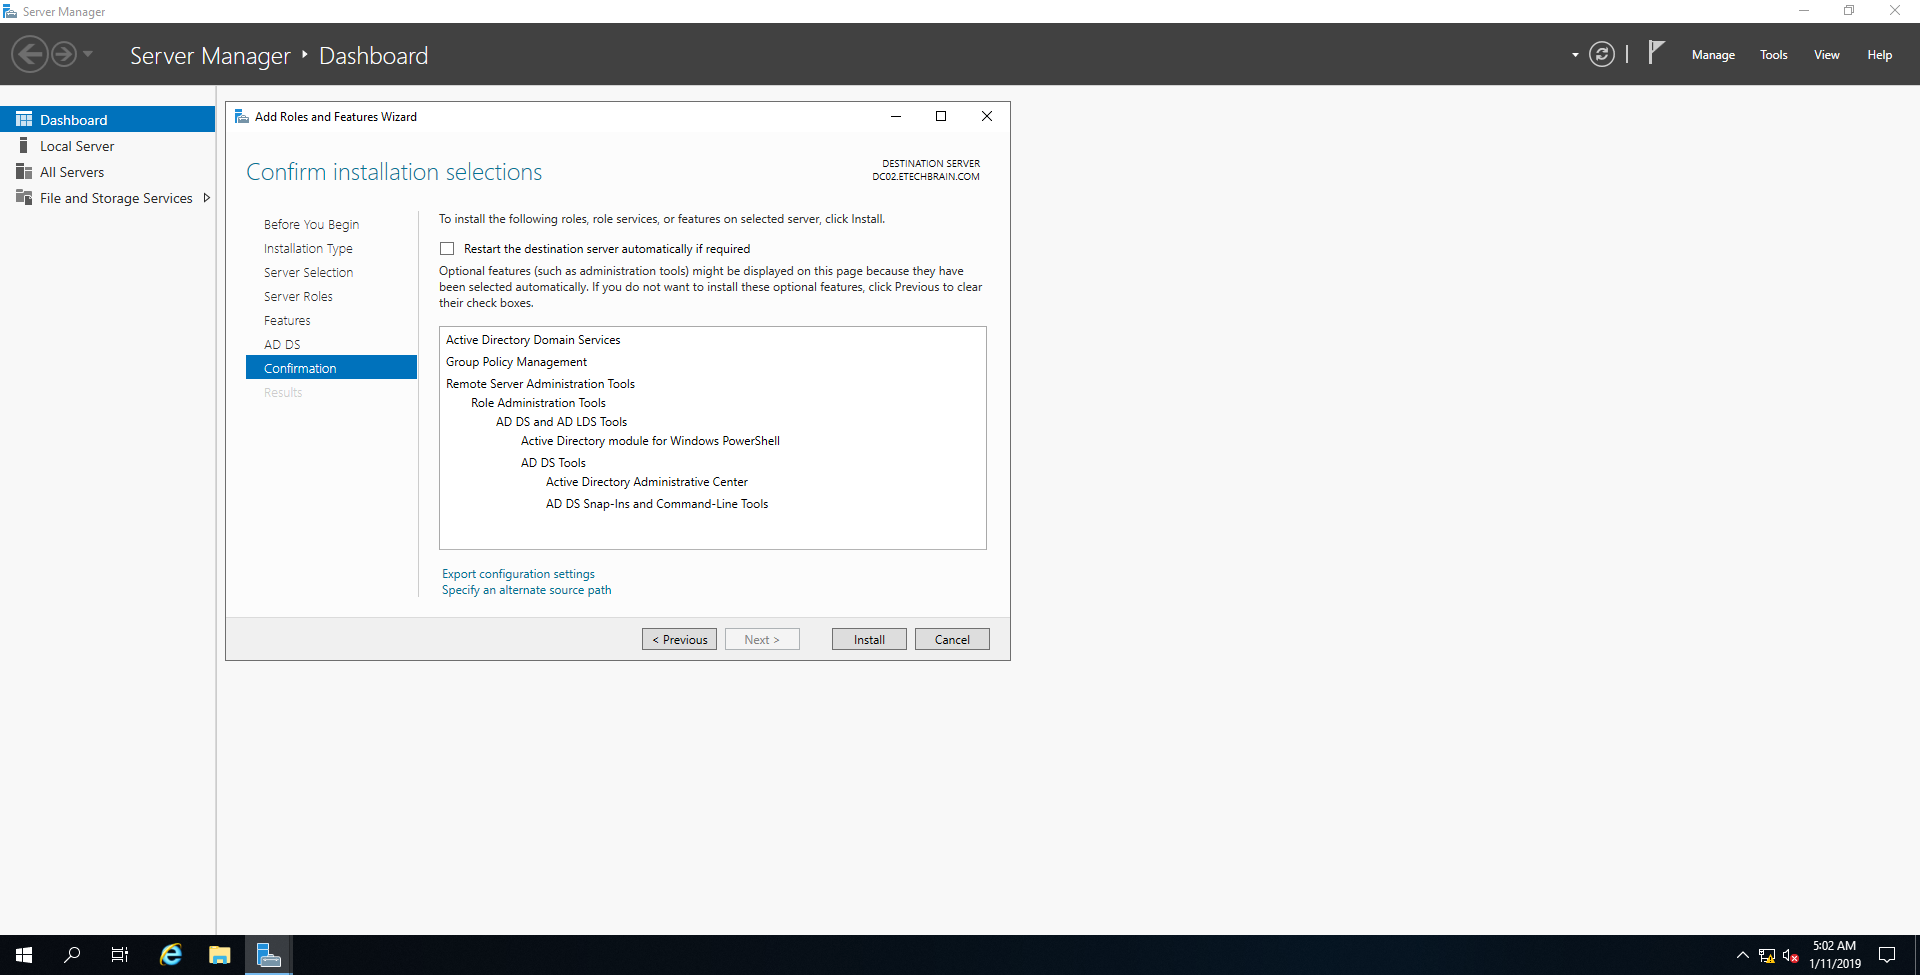 Server Manager
Server Manager
Dashboard
Manage
Tools
View
Help
Dashboard
Local Server
All Servers
File and Storage Services
Add Roles and Features Wizard
Confirm installation selections
DESTINATION SERVER
DC02.ETECHBRAIN.COM
Before You Begin
Installation Type
Server Selection
Server Roles
Features
AD DS
Confirmation
Results
To install the following roles, role services, or features on selected server, click Install.
Restart the destination server automatically if required
Optional features (such as administration tools) might be displayed on this page because they have
been selected automatically. If you do not want to install these optional features, click Previous to clear
their check boxes.
Active Directory Domain Services
Group Policy Management
Remote Server Administration Tools
Role Administration Tools
AD DS and AD LDS Tools
Active Directory module for Windows PowerShell
AD DS Tools
Active Directory Administrative Center
AD DS Snap-Ins and Command-Line Tools
Export configuration settings
Specify an alternate source path
< Previous
Next >
Install
Cancel
5:02 AM
1/11/2019